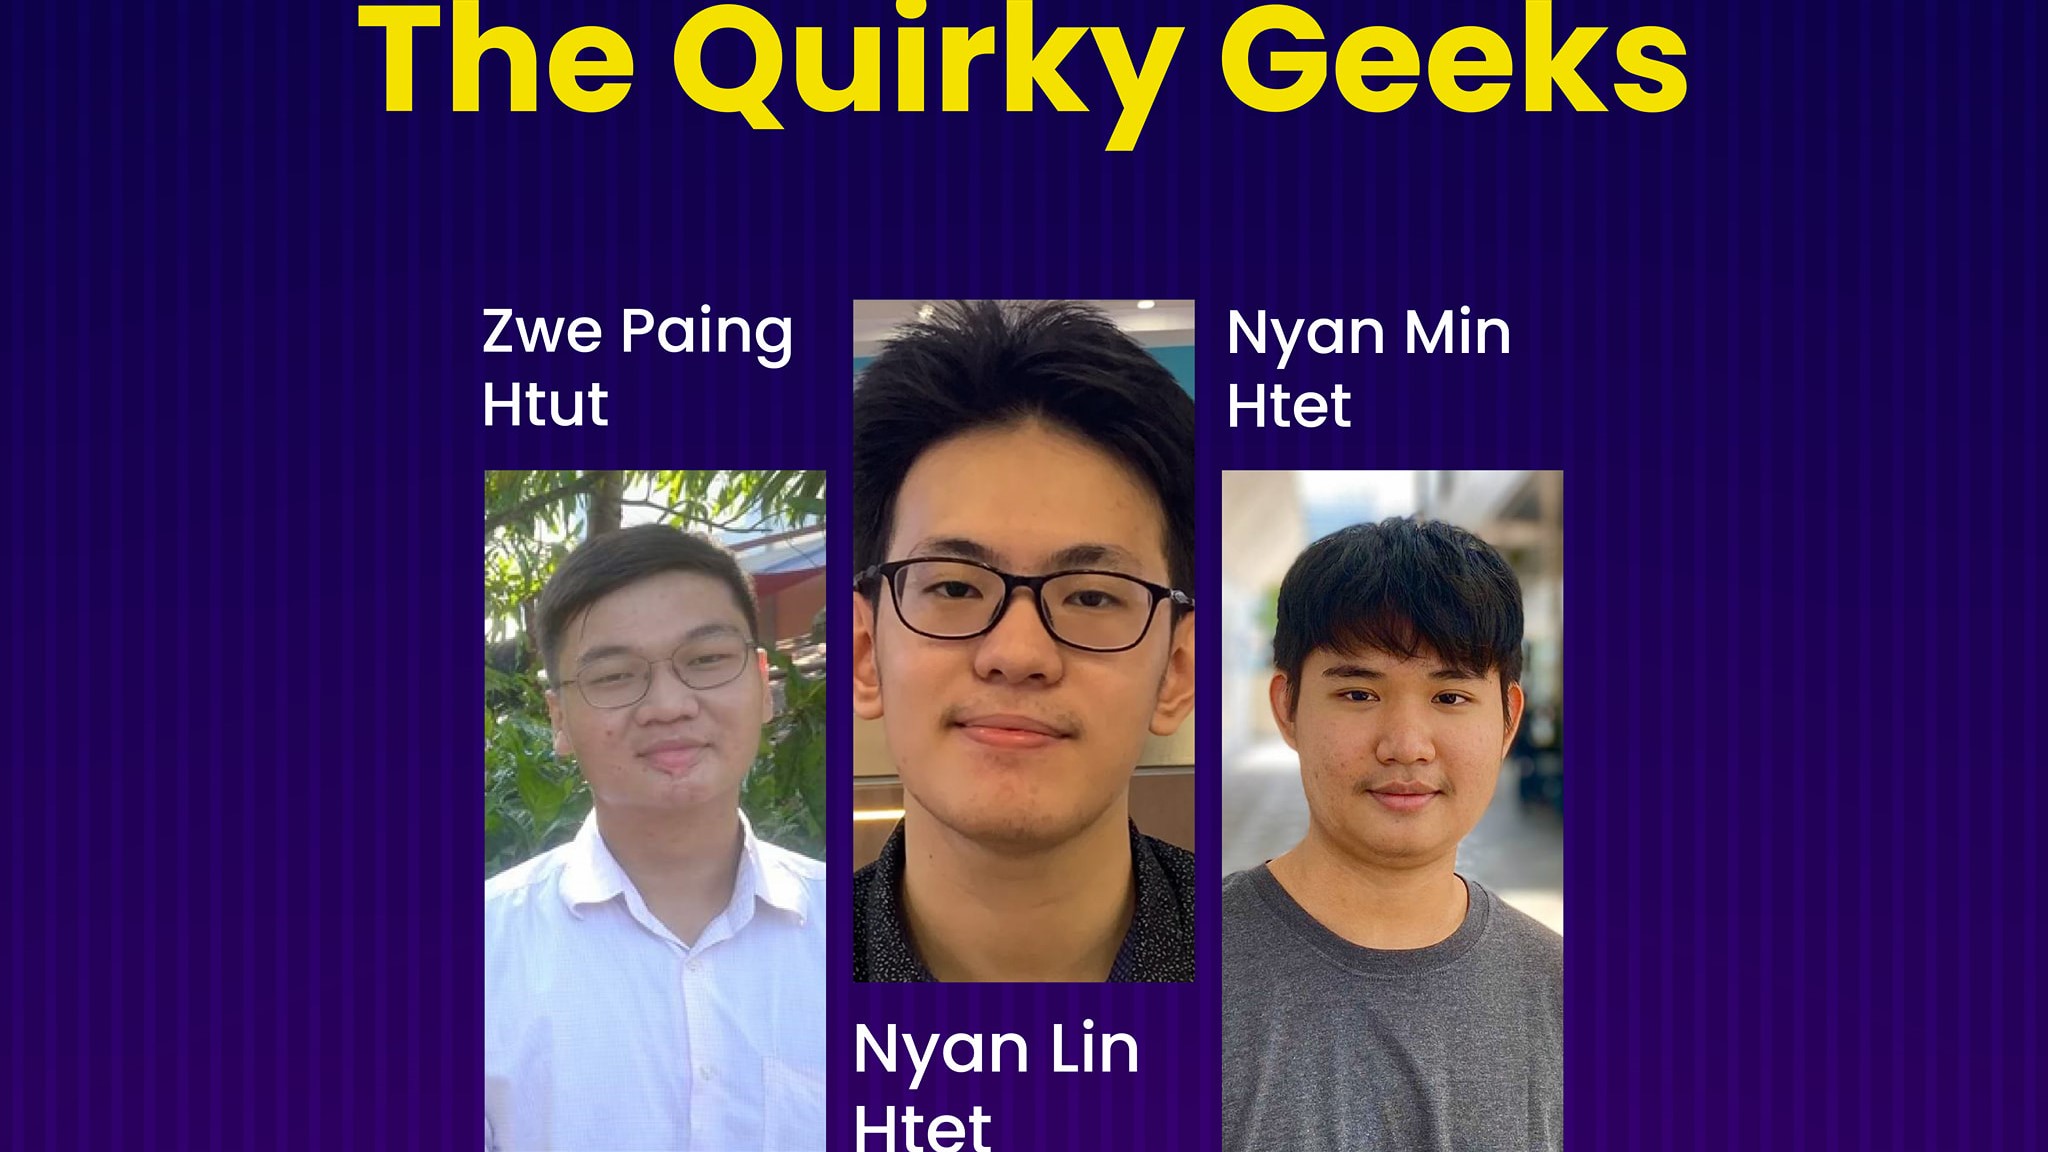 The Quirky Geeks
Zwe Paing
Htut
Nyan Min
Htet
Nyan Lin
Htet